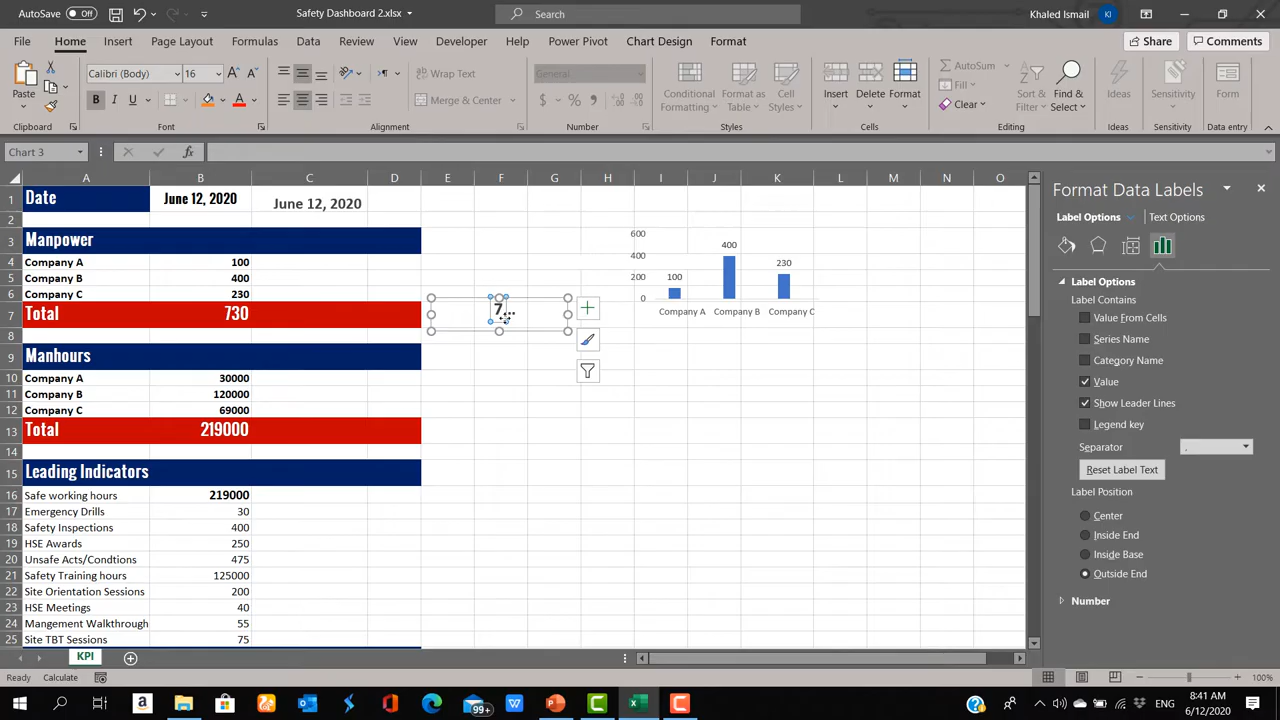 AutoSave Off Safety Dashboard 2.xlsx Search Khaled Ismail KI
File Home Insert Page Layout Formulas Data Review View Developer Help Power Pivot Chart Design Format Share Comments
Paste Calibri (Body) 16 Wrap Text General Conditional Format as Cell Insert Delete Format AutoSum Sort & Find & Ideas Sensitivity Form
B I U A Merge & Center $ % Formatting Table Styles Fill Clear Filter Select
Clipboard Font Alignment Number Styles Cells Editing Ideas Sensitivity Data entry
Chart 3 fx
A B C D E F G H I J K L M N O
1 Date June 12, 2020 June 12, 2020
2
3 Manpower
4 Company A 100
5 Company B 400
6 Company C 230
7 Total 730
8
9 Manhours
10 Company A 30000
11 Company B 120000
12 Company C 69000
13 Total 219000
14
15 Leading Indicators
16 Safe working hours 219000
17 Emergency Drills 30
18 Safety Inspections 400
19 HSE Awards 250
20 Unsafe Acts/Condtions 475
21 Safety Training hours 125000
22 Site Orientation Sessions 200
23 HSE Meetings 40
24 Mangement Walkthrough 55
25 Site TBT Sessions 75
7...
600
400
200
0
100 400 230
Company A Company B Company C
Format Data Labels
Label Options Text Options
Label Options
Label Contains
Value From Cells
Series Name
Category Name
Value
Show Leader Lines
Legend key
Separator ,
Reset Label Text
Label Position
Center
Inside End
Inside Base
Outside End
Number
KPI
Ready Calculate 100%
99+ ENG 8:41 AM
6/12/2020